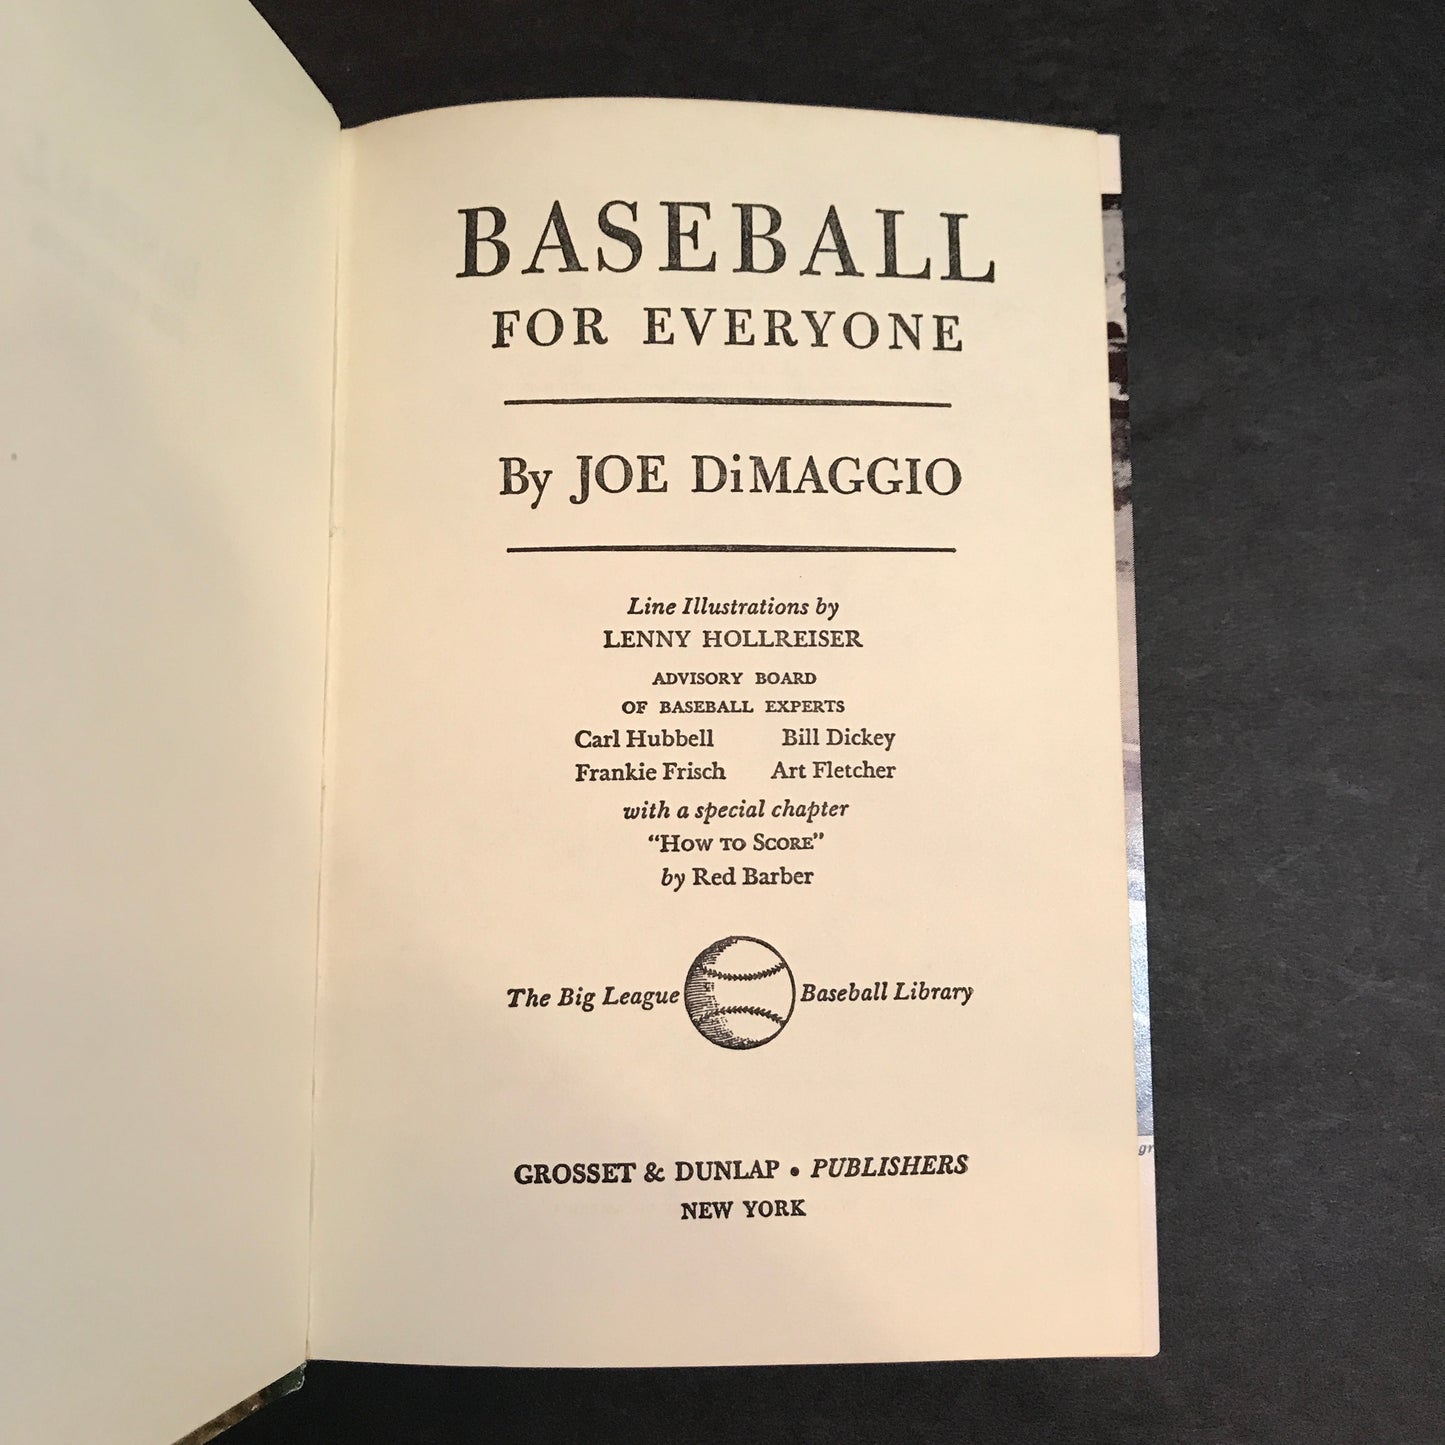 BASEBALL
FOR EVERYONE
By JOE DiMAGGIO
Line Illustrations by
LENNY HOLLREISER
ADVISORY BOARD
OF BASEBALL EXPERTS
Carl Hubbell Bill Dickey
Frankie Frisch Art Fletcher
with a special chapter
“HOW TO SCORE”
by Red Barber
The Big League Baseball Library
GROSSET & DUNLAP • PUBLISHERS
NEW YORK